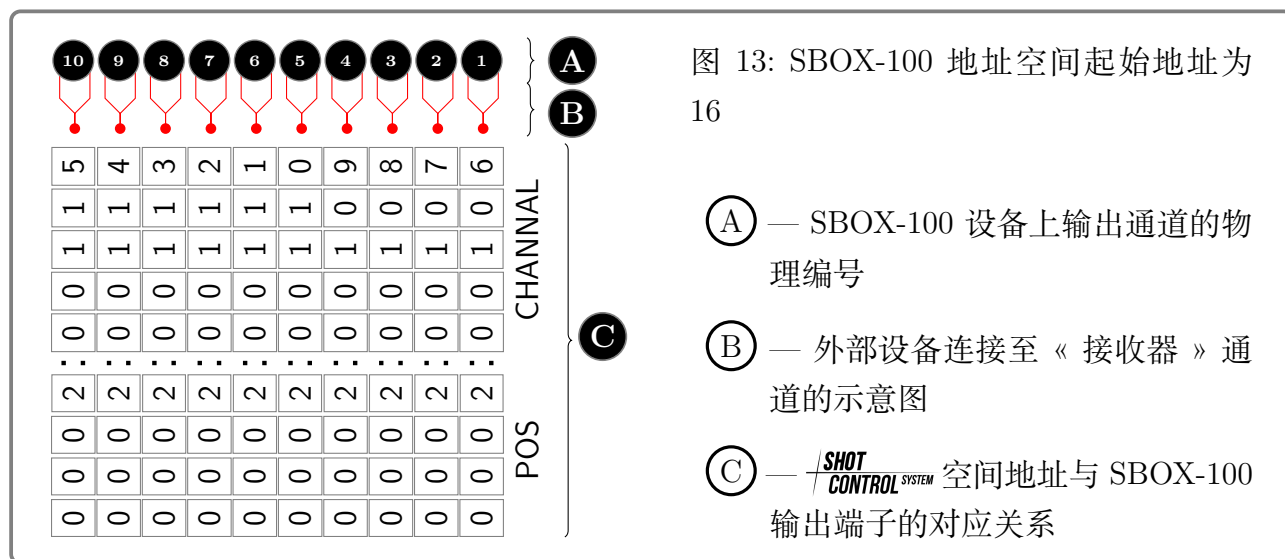 10 9 8 7 6 5 4 3 2 1
A
B
5 4 3 2 1 0 9 8 7 6
1 1 1 1 1 1 0 0 0 0
1 1 1 1 1 1 1 1 1 1
0 0 0 0 0 0 0 0 0 0
0 0 0 0 0 0 0 0 0 0
: : : : : : : : : :
2 2 2 2 2 2 2 2 2 2
0 0 0 0 0 0 0 0 0 0
0 0 0 0 0 0 0 0 0 0
0 0 0 0 0 0 0 0 0 0
CHANNAL
POS
C
图 13: SBOX-100 地址空间起始地址为
16
A — SBOX-100 设备上输出通道的物
理编号
B — 外部设备连接至 « 接收器 » 通
道的示意图
C — SHOT CONTROL SYSTEM 空间地址与 SBOX-100
输出端子的对应关系